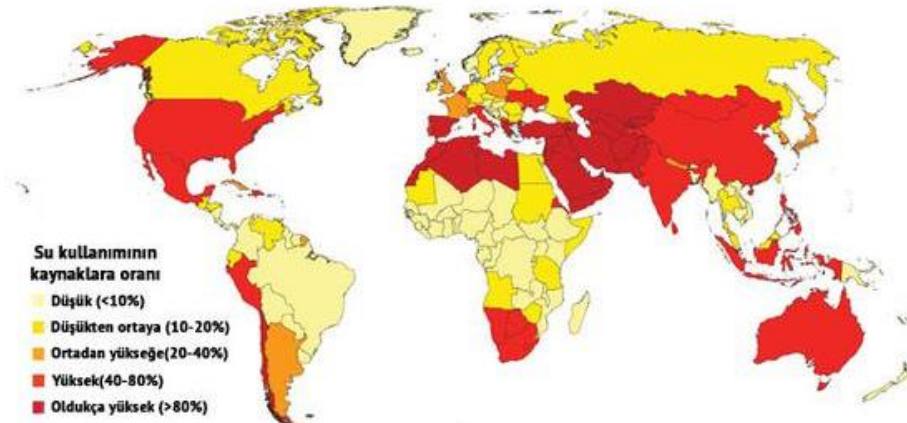 Su kullanımının
kaynaklara oranı
Düşük (<10%)
Düşükten ortaya (10-20%)
Ortadan yükseğe(20-40%)
Yüksek(40-80%)
Oldukça yüksek (>80%)